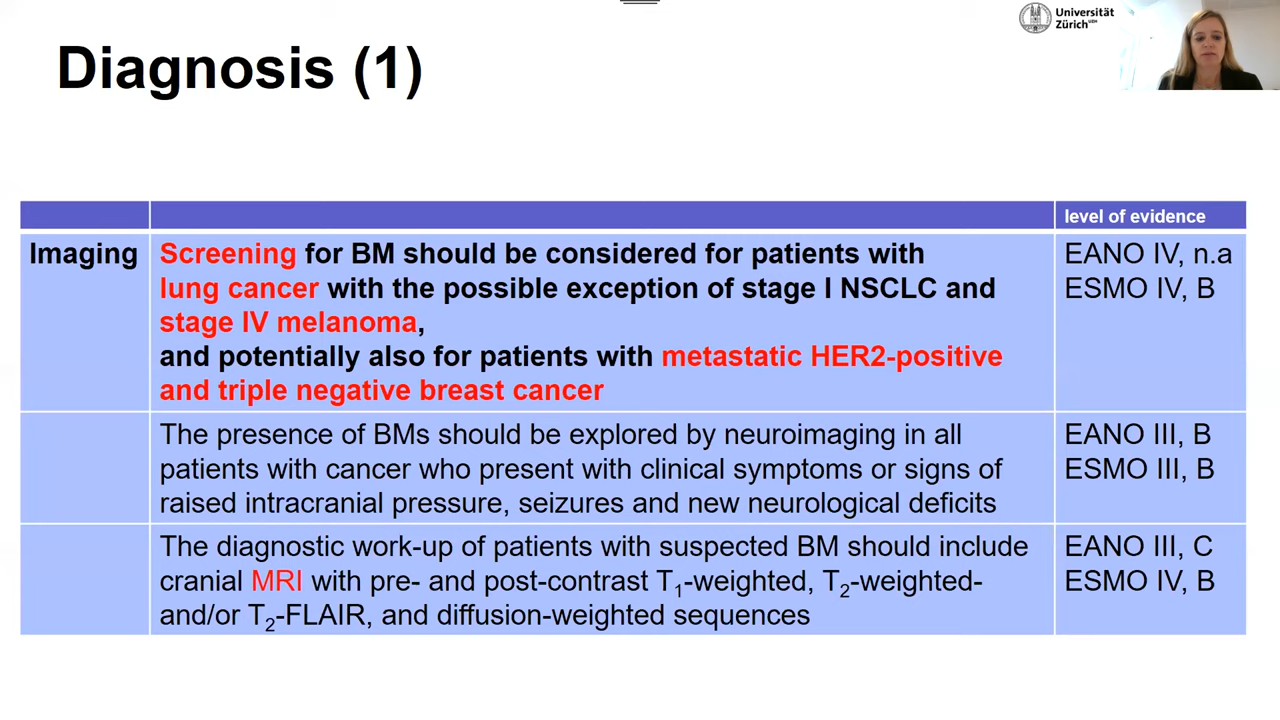 Universität
Zürich UZH
Diagnosis (1)
level of evidence
Imaging
Screening for BM should be considered for patients with
lung cancer with the possible exception of stage I NSCLC and
stage IV melanoma,
and potentially also for patients with metastatic HER2-positive
and triple negative breast cancer
EANO IV, n.a
ESMO IV, B
The presence of BMs should be explored by neuroimaging in all
patients with cancer who present with clinical symptoms or signs of
raised intracranial pressure, seizures and new neurological deficits
EANO III, B
ESMO III, B
The diagnostic work-up of patients with suspected BM should include
cranial MRI with pre- and post-contrast T1-weighted, T2-weighted-
and/or T2-FLAIR, and diffusion-weighted sequences
EANO III, C
ESMO IV, B